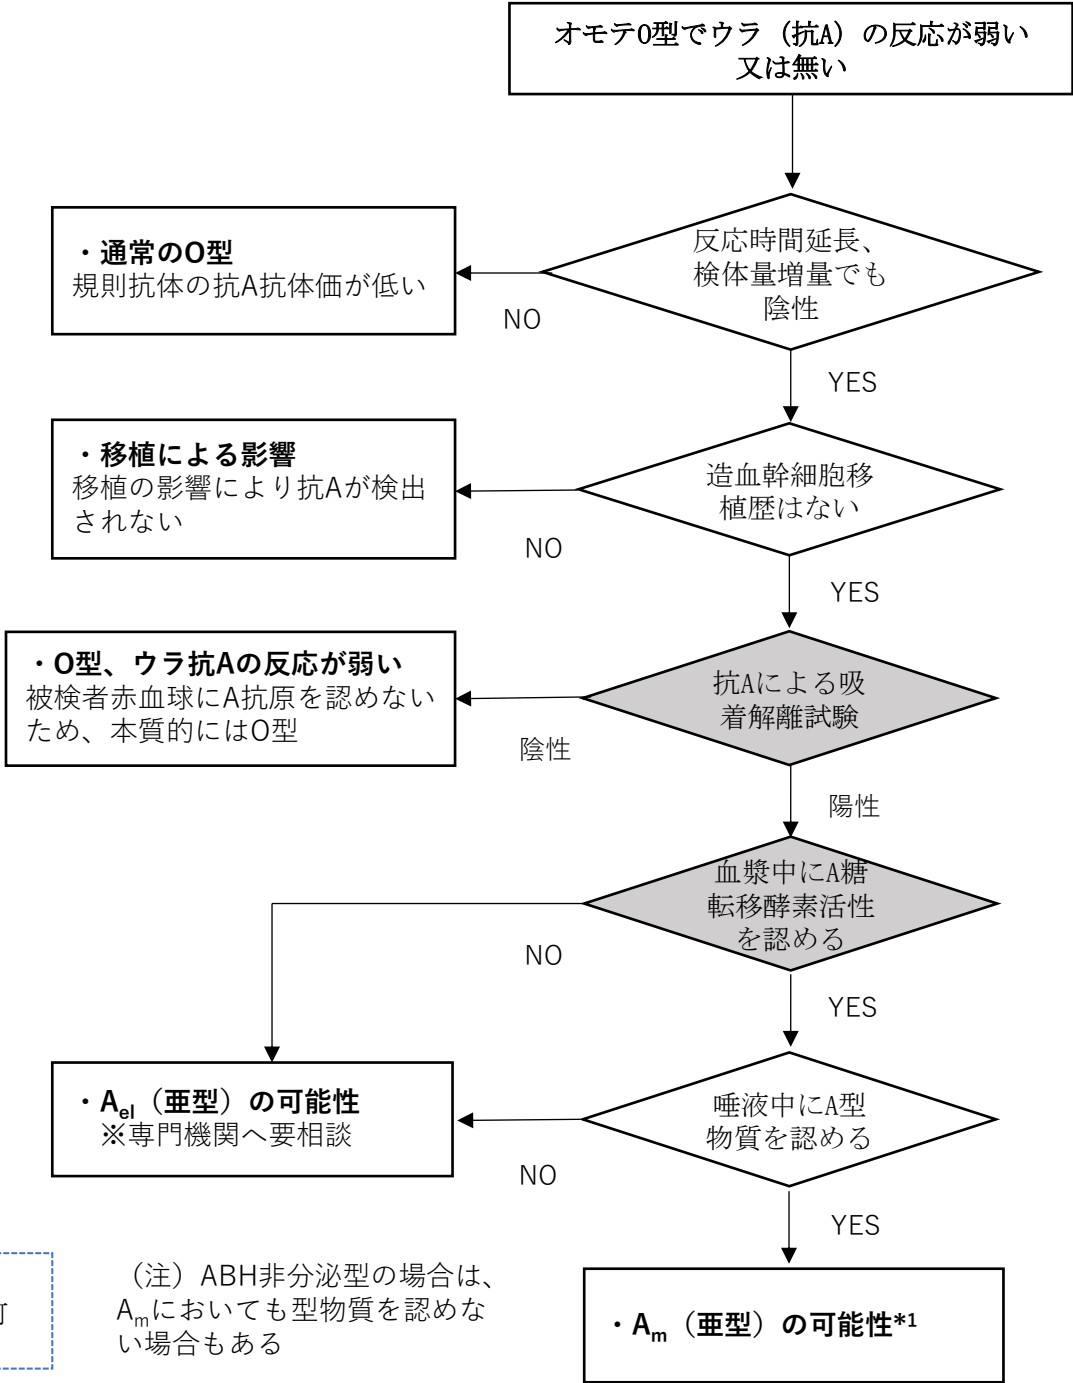 オモテO型でウラ（抗A）の反応が弱い
又は無い
反応時間延長、
検体量増量でも
陰性
NO
・通常のO型
規則抗体の抗A抗体価が低い
YES
造血幹細胞移
植歴はない
NO
・移植による影響
移植の影響により抗Aが検出
されない
YES
抗Aによる吸
着解離試験
陰性
・O型、ウラ抗Aの反応が弱い
被検者赤血球にA抗原を認めない
ため、本質的にはO型
陽性
血漿中にA糖
転移酵素活性
を認める
NO
YES
唾液中にA型
物質を認める
NO
・Ael（亜型）の可能性
※専門機関へ要相談
YES
・Am（亜型）の可能性*1
（注）ABH非分泌型の場合は、
Amにおいても型物質を認めな
い場合もある